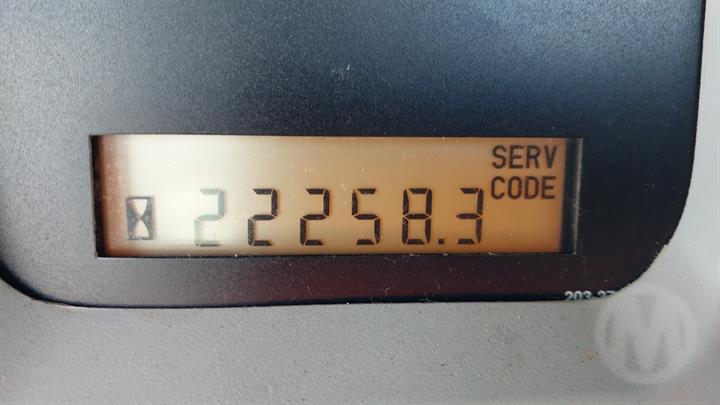 SERV
CODE
22258.3
M